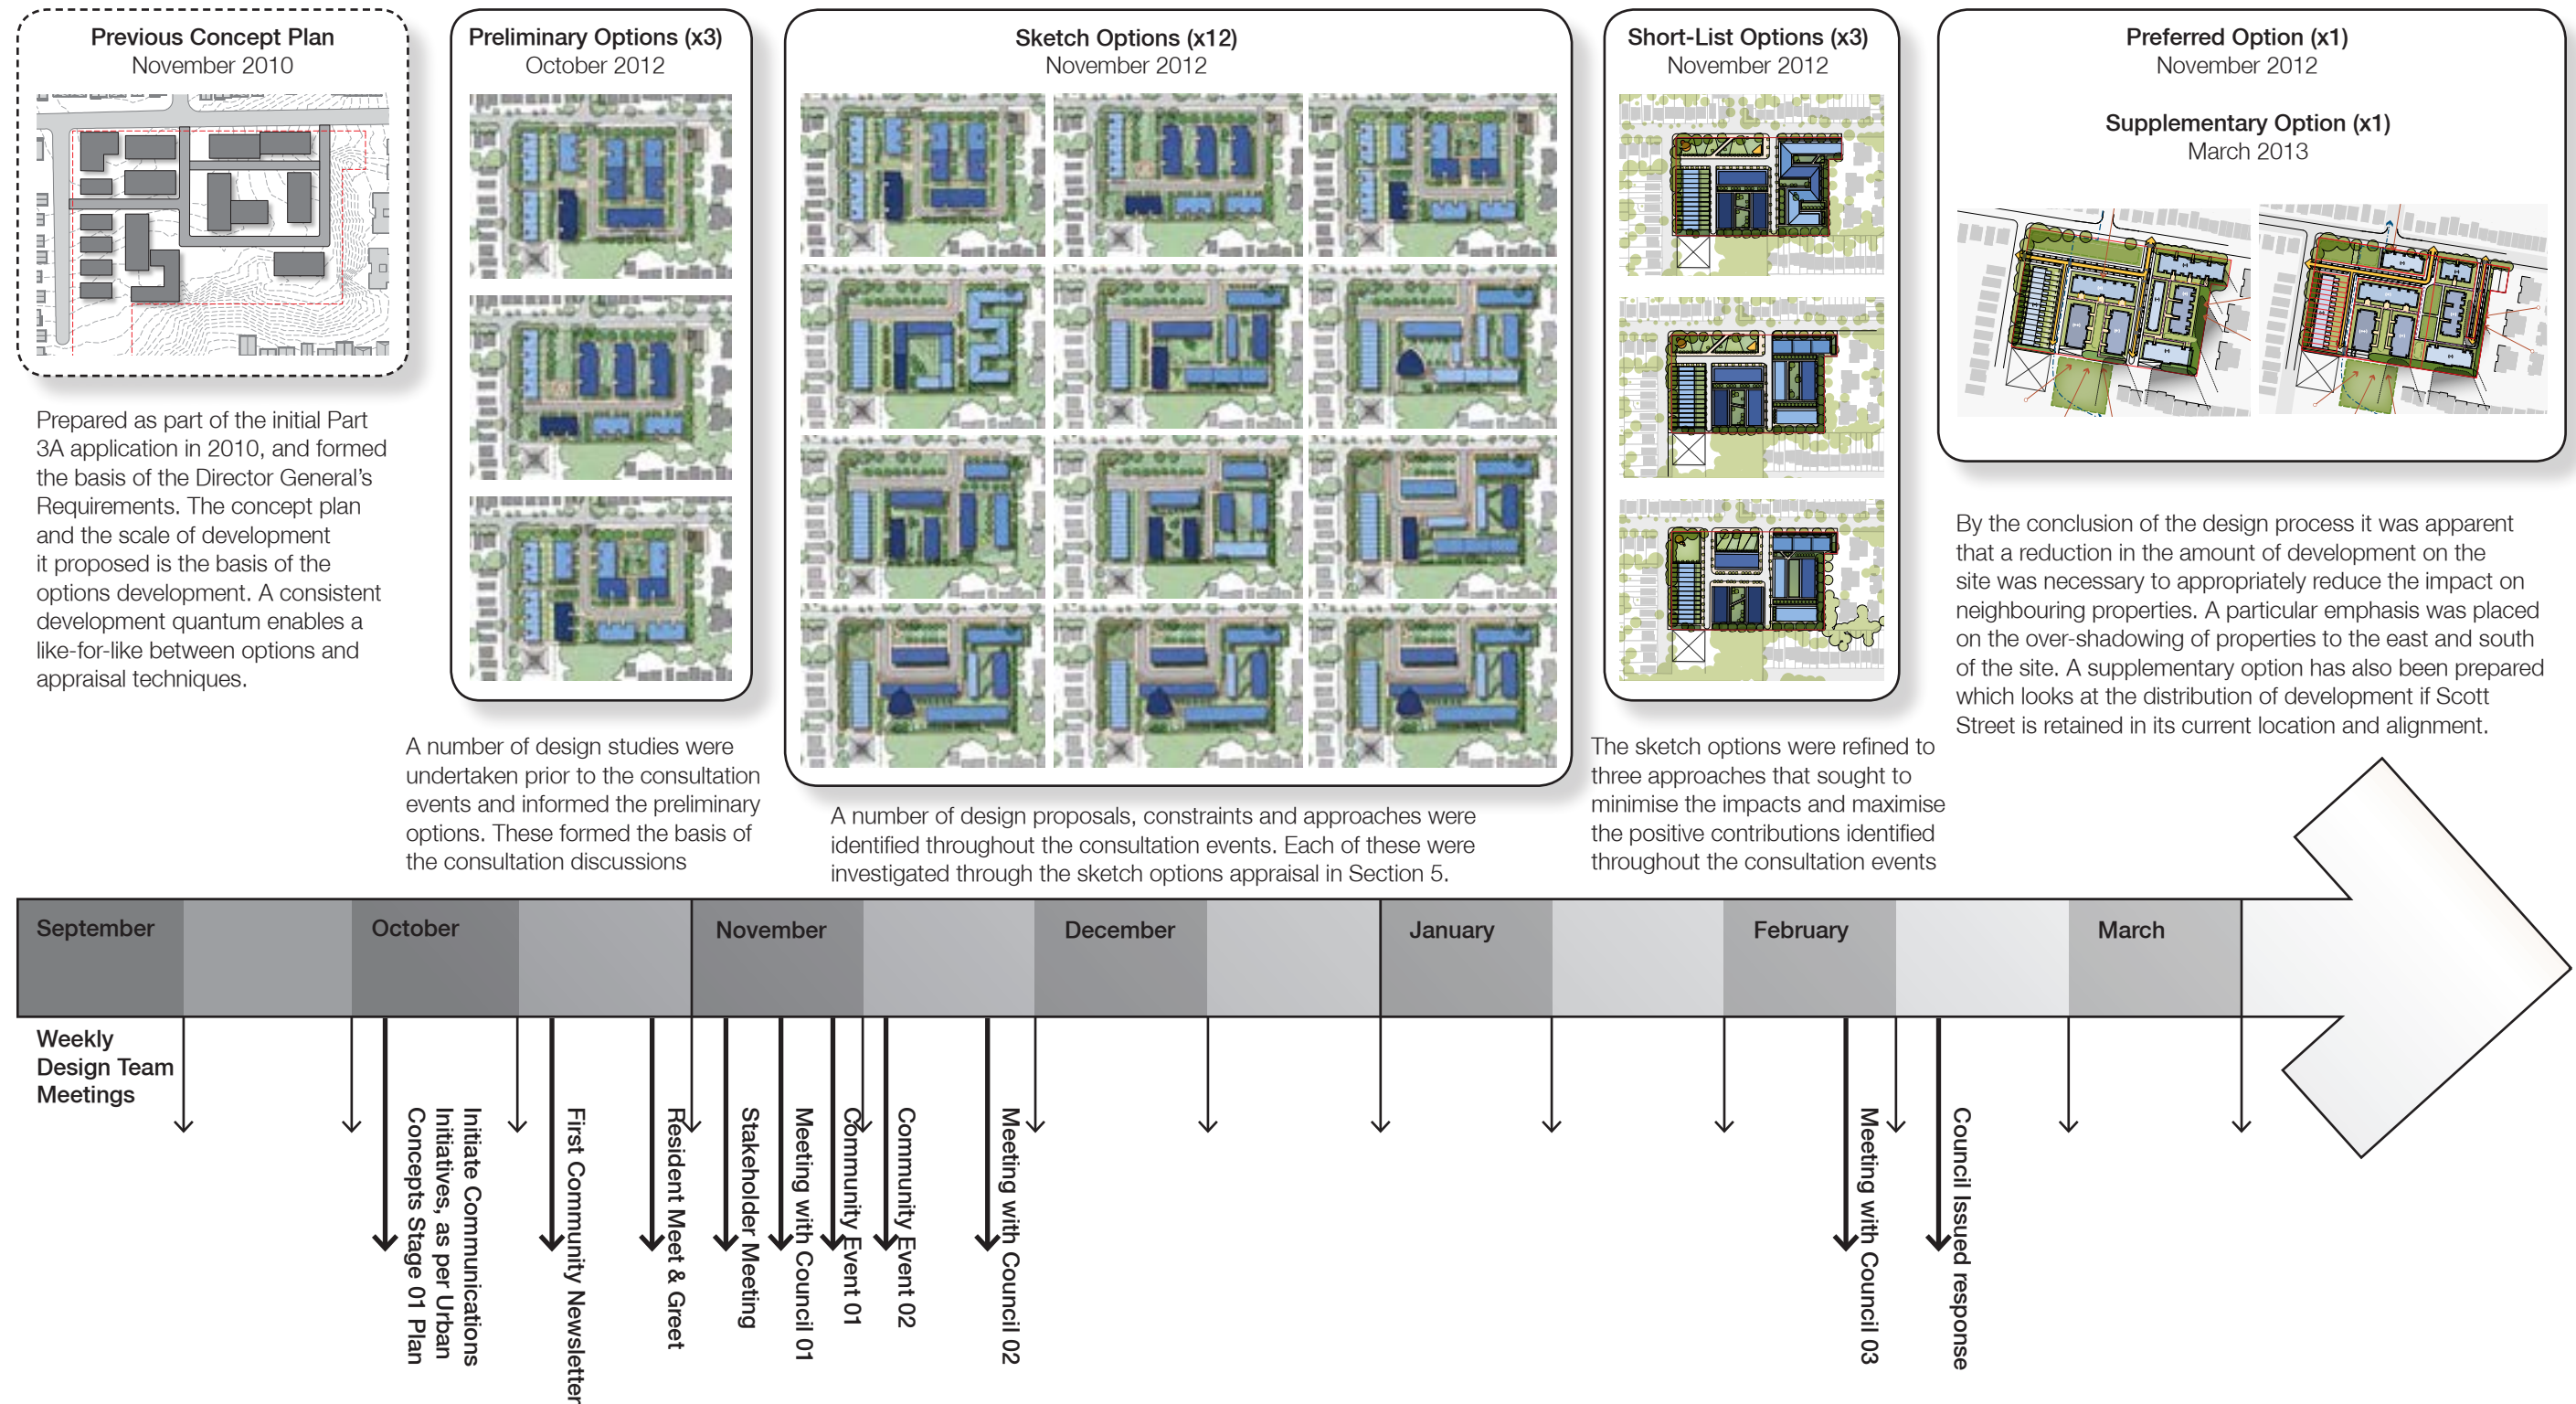 Previous Concept Plan
November 2010
Prepared as part of the initial Part
3A application in 2010, and formed
the basis of the Director General's
Requirements. The concept plan
and the scale of development
it proposed is the basis of the
options development. A consistent
development quantum enables a
like-for-like between options and
appraisal techniques.
Preliminary Options (x3)
October 2012
A number of design studies were
undertaken prior to the consultation
events and informed the preliminary
options. These formed the basis of
the consultation discussions
Sketch Options (x12)
November 2012
A number of design proposals, constraints and approaches were
identified throughout the consultation events. Each of these were
investigated through the sketch options appraisal in Section 5.
Short-List Options (x3)
November 2012
The sketch options were refined to
three approaches that sought to
minimise the impacts and maximise
the positive contributions identified
throughout the consultation events
Preferred Option (x1)
November 2012
Supplementary Option (x1)
March 2013
By the conclusion of the design process it was apparent
that a reduction in the amount of development on the
site was necessary to appropriately reduce the impact on
neighbouring properties. A particular emphasis was placed
on the over-shadowing of properties to the east and south
of the site. A supplementary option has also been prepared
which looks at the distribution of development if Scott
Street is retained in its current location and alignment.
September
October
November
December
January
February
March
Weekly
Design Team
Meetings
Initiate Communications
Initiatives, as per Urban
Concepts Stage 01 Plan
First Community Newsletter
Resident Meet & Greet
Stakeholder Meeting
Meeting with Council 01
Community Event 01
Community Event 02
Meeting with Council 02
Meeting with Council 03
Council Issued response